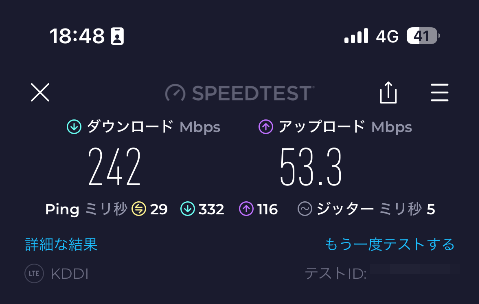 18:48 4G 41
SPEEDTEST
ダウンロード Mbps アップロード Mbps
242 53.3
Ping ミリ秒 29 332 116 ジッター ミリ秒 5
詳細な結果 もう一度テストする
LTE KDDI テストID: